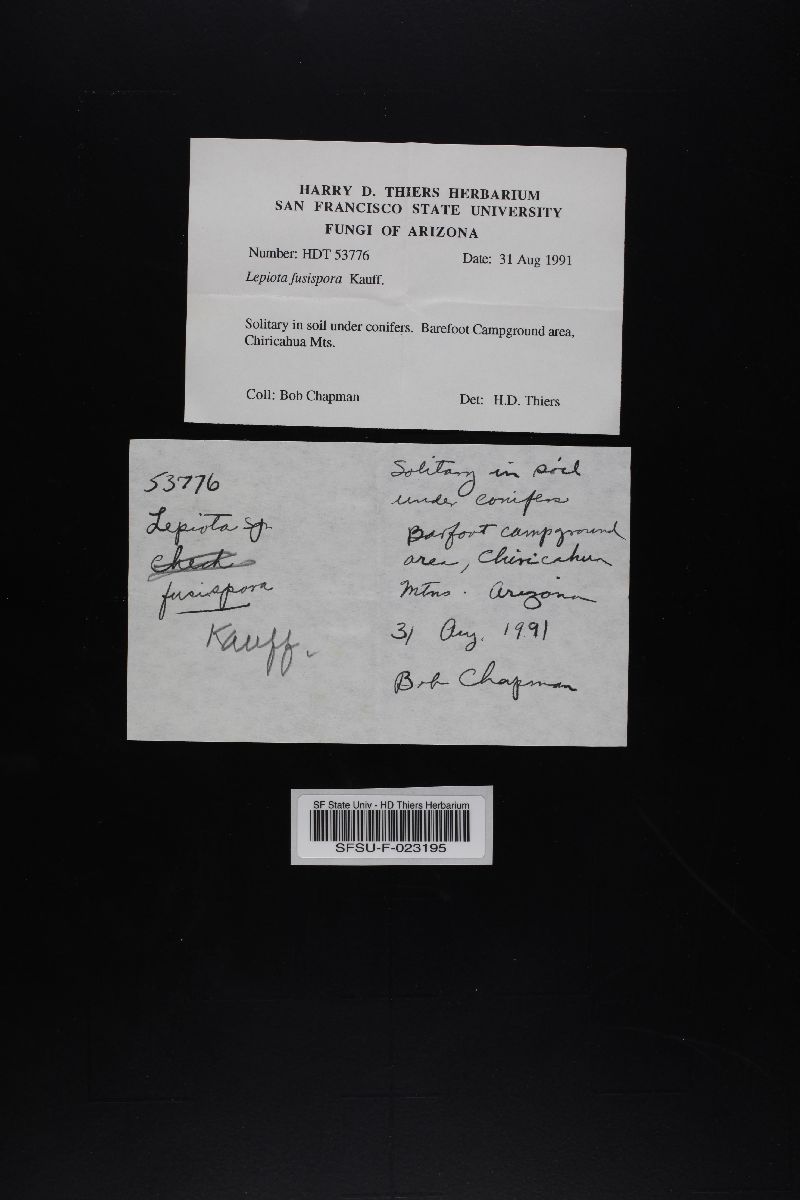 HARRY D. THIERS HERBARIUM
SAN FRANCISCO STATE UNIVERSITY
FUNGI OF ARIZONA
Number: HDT 53776 Date: 31 Aug 1991
Lepiota fusispora Kauff.
Solitary in soil under conifers. Barefoot Campground area,
Chiricahua Mts.
Coll: Bob Chapman Det: H.D. Thiers
53776
Lepiota sp.
check
fusispora
Kauff.
Solitary in soil
under conifers
Barfoot campground
area, Chiricahua
Mtns. Arizona
31 Aug. 1991
Bob Chapman
SF State Univ - HD Thiers Herbarium
SFSU-F-023195